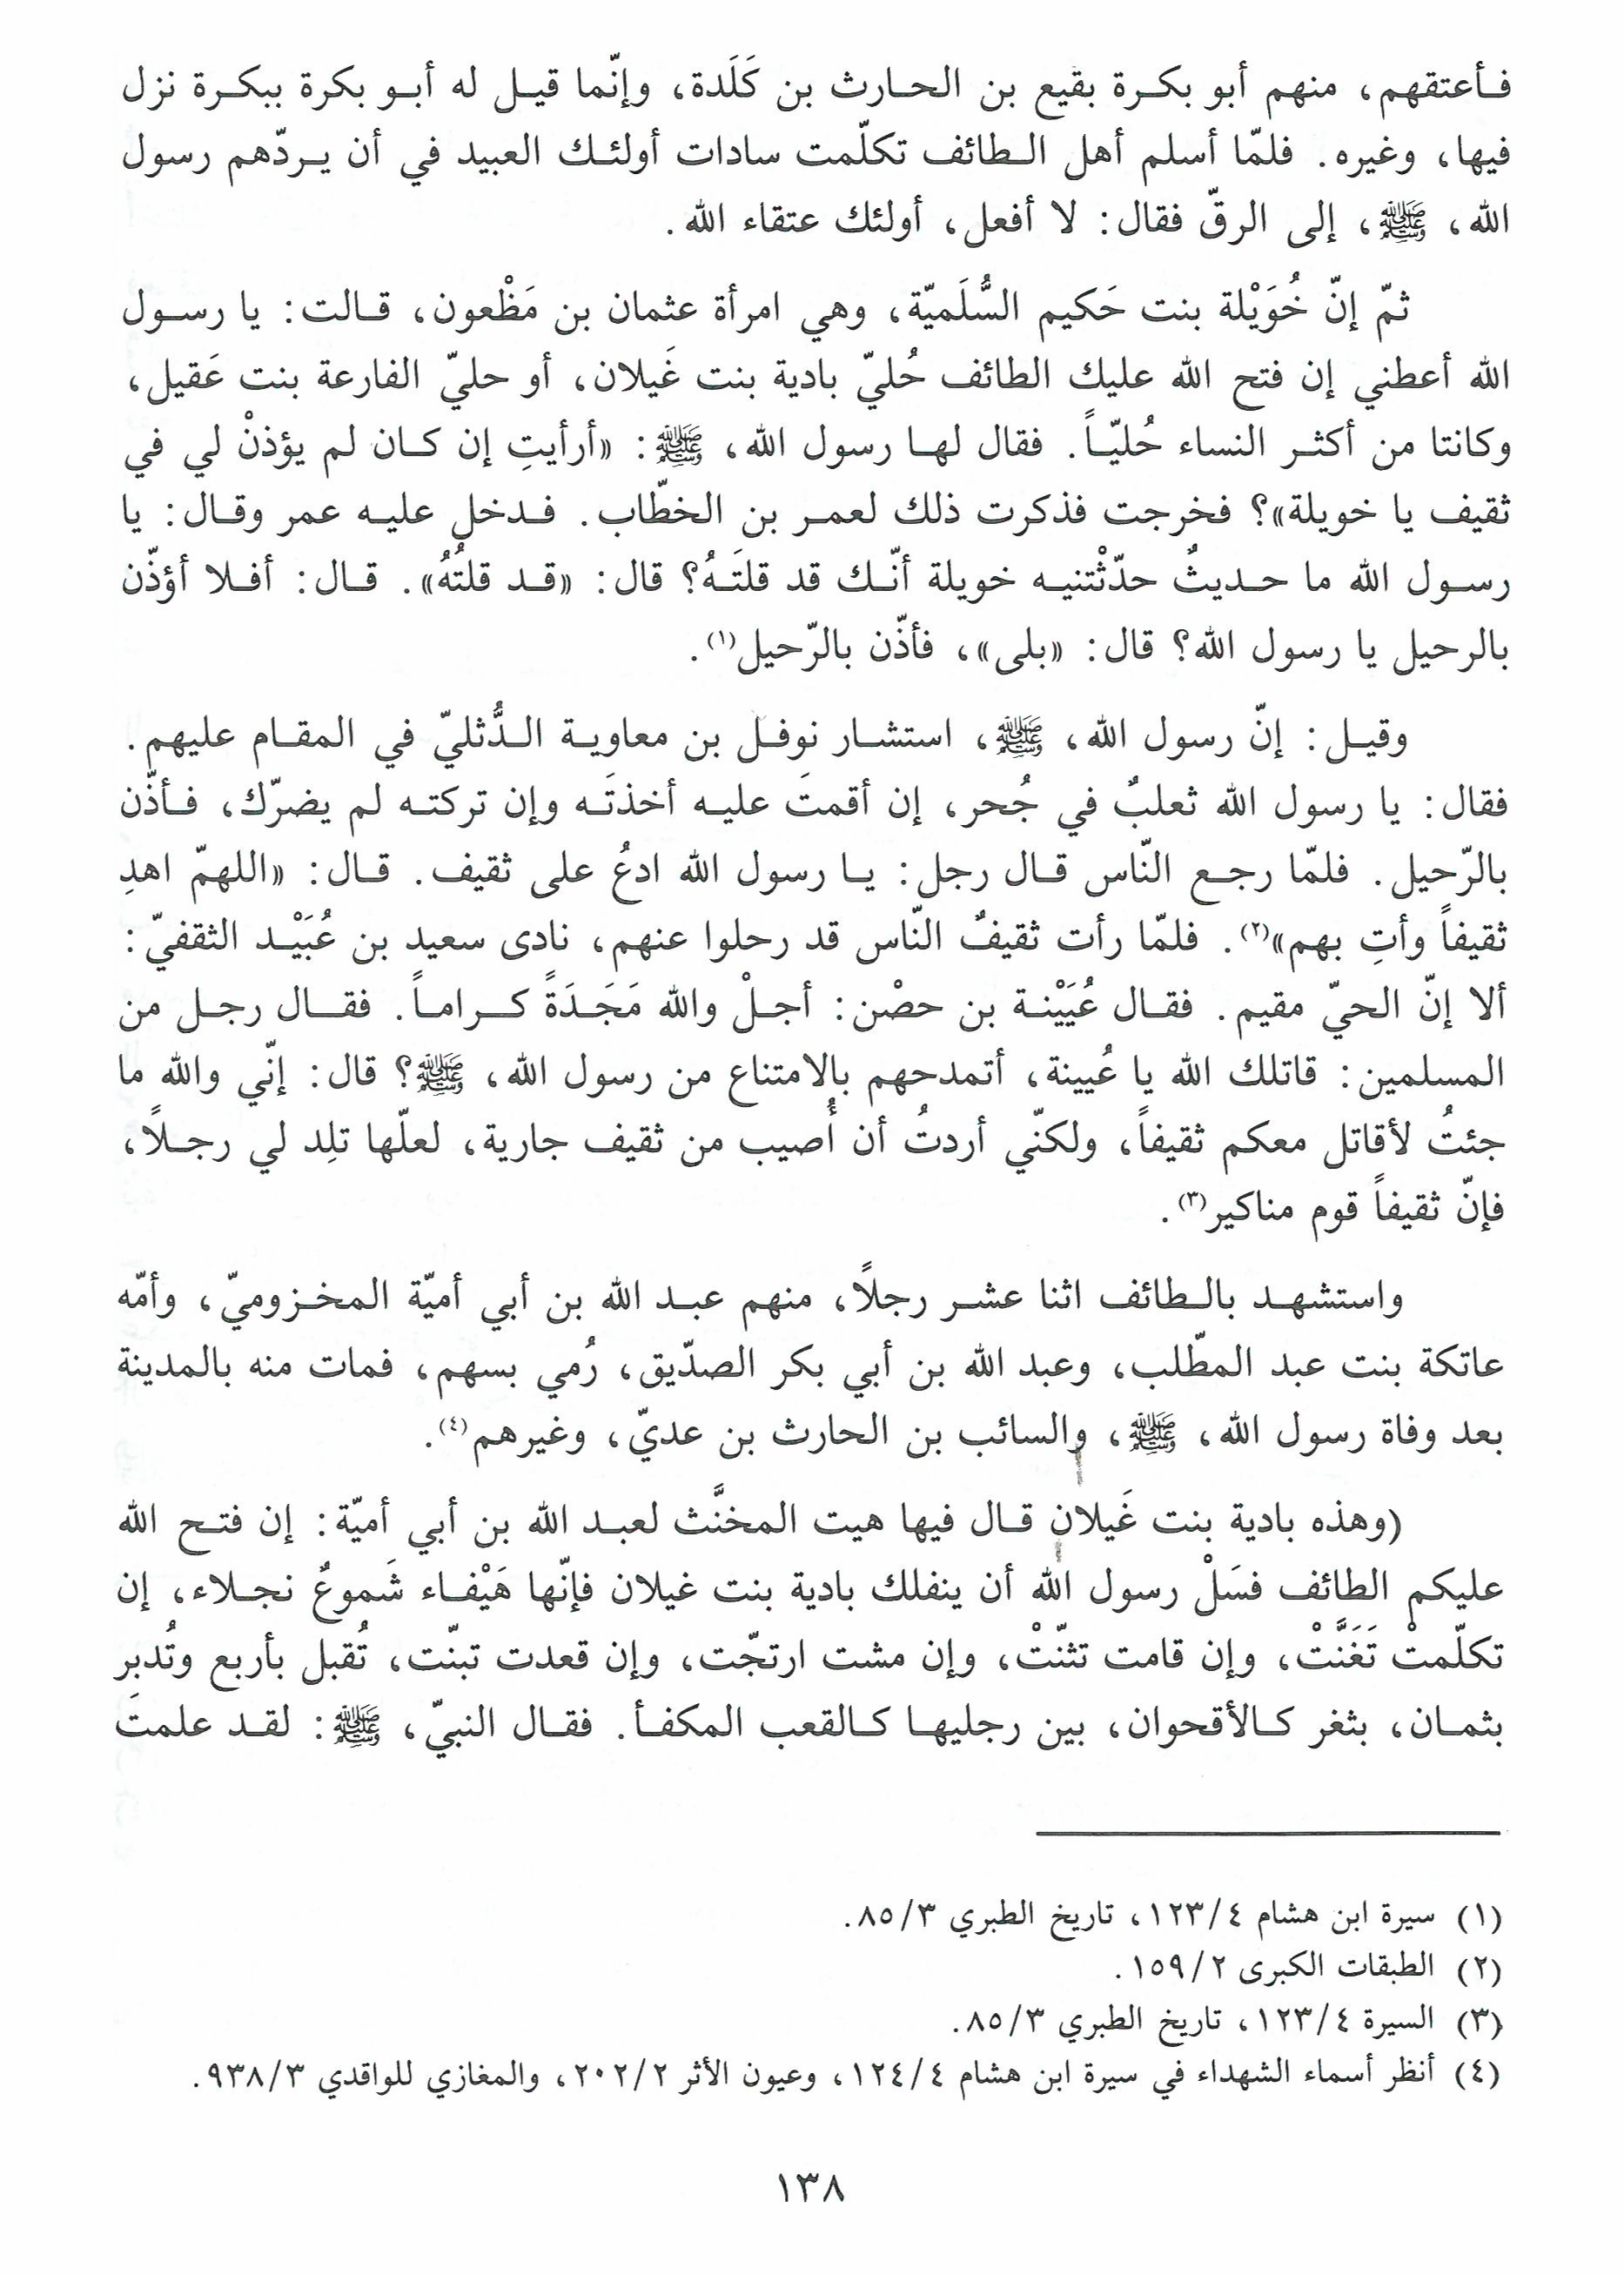 فأعتقهم، منهم أبو بكرة بقيع بن الحارث بن كَلَدة، وإنّما قيل له أبو بكرة ببكرة نزل
فيها، وغيره. فلمّا أسلم أهل الطائف تكلّمت سادات أولئك العبيد في أن يردّهم رسول
الله، ﷺ، إلى الرقّ فقال: لا أفعل، أولئك عتقاء الله.
ثمّ إنّ خُوَيْلة بنت حَكيم السُّلَميّة، وهي امرأة عثمان بن مَظْعون، قالت: يا رسول
الله أعطني إن فتح الله عليك الطائف حُليّ بادية بنت غَيلان، أو حليّ الفارعة بنت عَقيل،
وكانتا من أكثر النساء حُليّاً. فقال لها رسول الله، ﷺ: «أرأيتِ إن كان لم يؤذنْ لي في
ثقيف يا خويلة»؟ فخرجت فذكرت ذلك لعمر بن الخطّاب. فدخل عليه عمر وقال: يا
رسول الله ما حديثٌ حدّثْتنيه خويلة أنّك قد قلتَهُ؟ قال: «قد قلتُهُ». قال: أفلا أؤذّن
بالرحيل يا رسول الله؟ قال: «بلى»، فأذّن بالرّحيل(١).
وقيل: إنّ رسول الله، ﷺ، استشار نوفل بن معاوية الدُّئليّ في المقام عليهم.
فقال: يا رسول الله ثعلبٌ في جُحر، إن أقمتَ عليه أخذتَه وإن تركته لم يضرّك، فأذّن
بالرّحيل. فلمّا رجع النّاس قال رجل: يا رسول الله ادعُ على ثقيف. قال: «اللهمّ اهدِ
ثقيفاً وأتِ بهم»(٢). فلمّا رأت ثقيفٌ النّاس قد رحلوا عنهم، نادى سعيد بن عُبَيْد الثقفيّ:
ألا إنّ الحيّ مقيم. فقال عُيَيْنة بن حصْن: أجلْ والله مَجَدَةً كراماً. فقال رجل من
المسلمين: قاتلك الله يا عُيينة، أتمدحهم بالامتناع من رسول الله، ﷺ؟ قال: إنّي والله ما
جئتُ لأقاتل معكم ثقيفاً، ولكنّي أردتُ أن أُصيب من ثقيف جارية، لعلّها تلِد لي رجلاً،
فإنّ ثقيفاً قوم مناكير(٣).
واستشهد بالطائف اثنا عشر رجلاً، منهم عبد الله بن أبي أميّة المخزوميّ، وأمّه
عاتكة بنت عبد المطّلب، وعبد الله بن أبي بكر الصدّيق، رُمي بسهم، فمات منه بالمدينة
بعد وفاة رسول الله، ﷺ، والسائب بن الحارث بن عديّ، وغيرهم(٤).
(وهذه بادية بنت غَيلان قال فيها هيت المخنَّث لعبد الله بن أبي أميّة: إن فتح الله
عليكم الطائف فسَلْ رسول الله أن ينفلك بادية بنت غيلان فإنّها هَيْفاء شَموعٌ نجلاء، إن
تكلّمتْ تَغَنَّتْ، وإن قامت تثنّتْ، وإن مشت ارتجّت، وإن قعدت تبنّت، تُقبل بأربع وتُدبر
بثمان، بثغر كالأقحوان، بين رجليها كالقعب المكفأ. فقال النبيّ، ﷺ: لقد علمتَ
(١) سيرة ابن هشام ٤/ ١٢٣، تاريخ الطبري ٣/ ٨٥.
(٢) الطبقات الكبرى ٢/ ١٥٩.
(٣) السيرة ٤/ ١٢٣، تاريخ الطبري ٣/ ٨٥.
(٤) أنظر أسماء الشهداء في سيرة ابن هشام ٤/ ١٢٤، وعيون الأثر ٢/ ٢٠٢، والمغازي للواقدي ٣/ ٩٣٨.
١٣٨